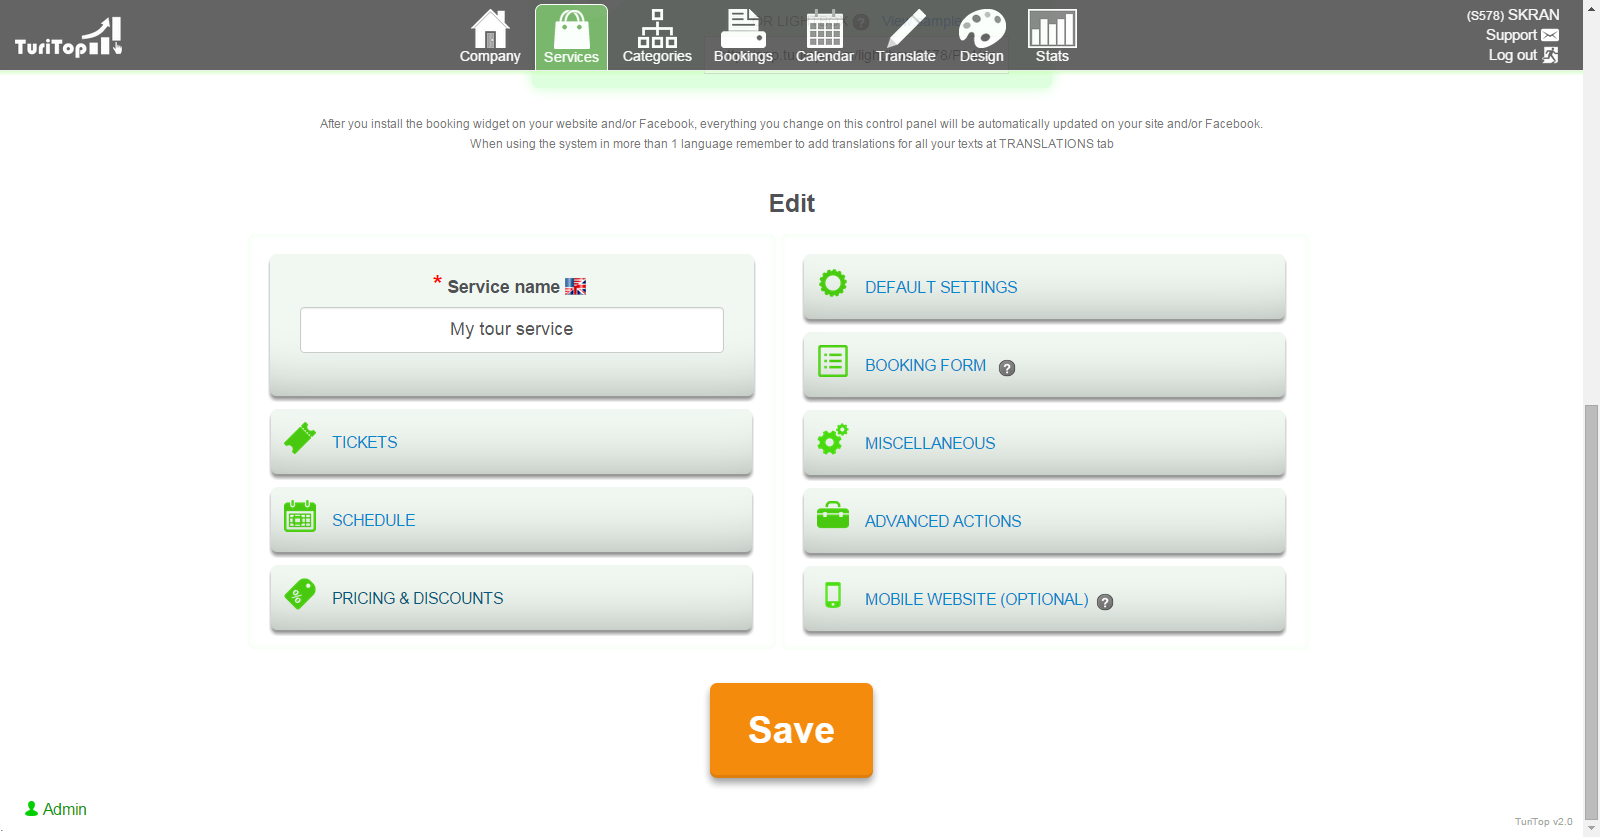 TuriTop
Company
Services
Categories
Bookings
Calendar
Translate
Design
Stats
(S578) SKRAN
Support
Log out
After you install the booking widget on your website and/or Facebook, everything you change on this control panel will be automatically updated on your site and/or Facebook.
When using the system in more than 1 language remember to add translations for all your texts at TRANSLATIONS tab
Edit
* Service name
My tour service
TICKETS
SCHEDULE
PRICING & DISCOUNTS
DEFAULT SETTINGS
BOOKING FORM ?
MISCELLANEOUS
ADVANCED ACTIONS
MOBILE WEBSITE (OPTIONAL) ?
Save
Admin
TuriTop v2.0